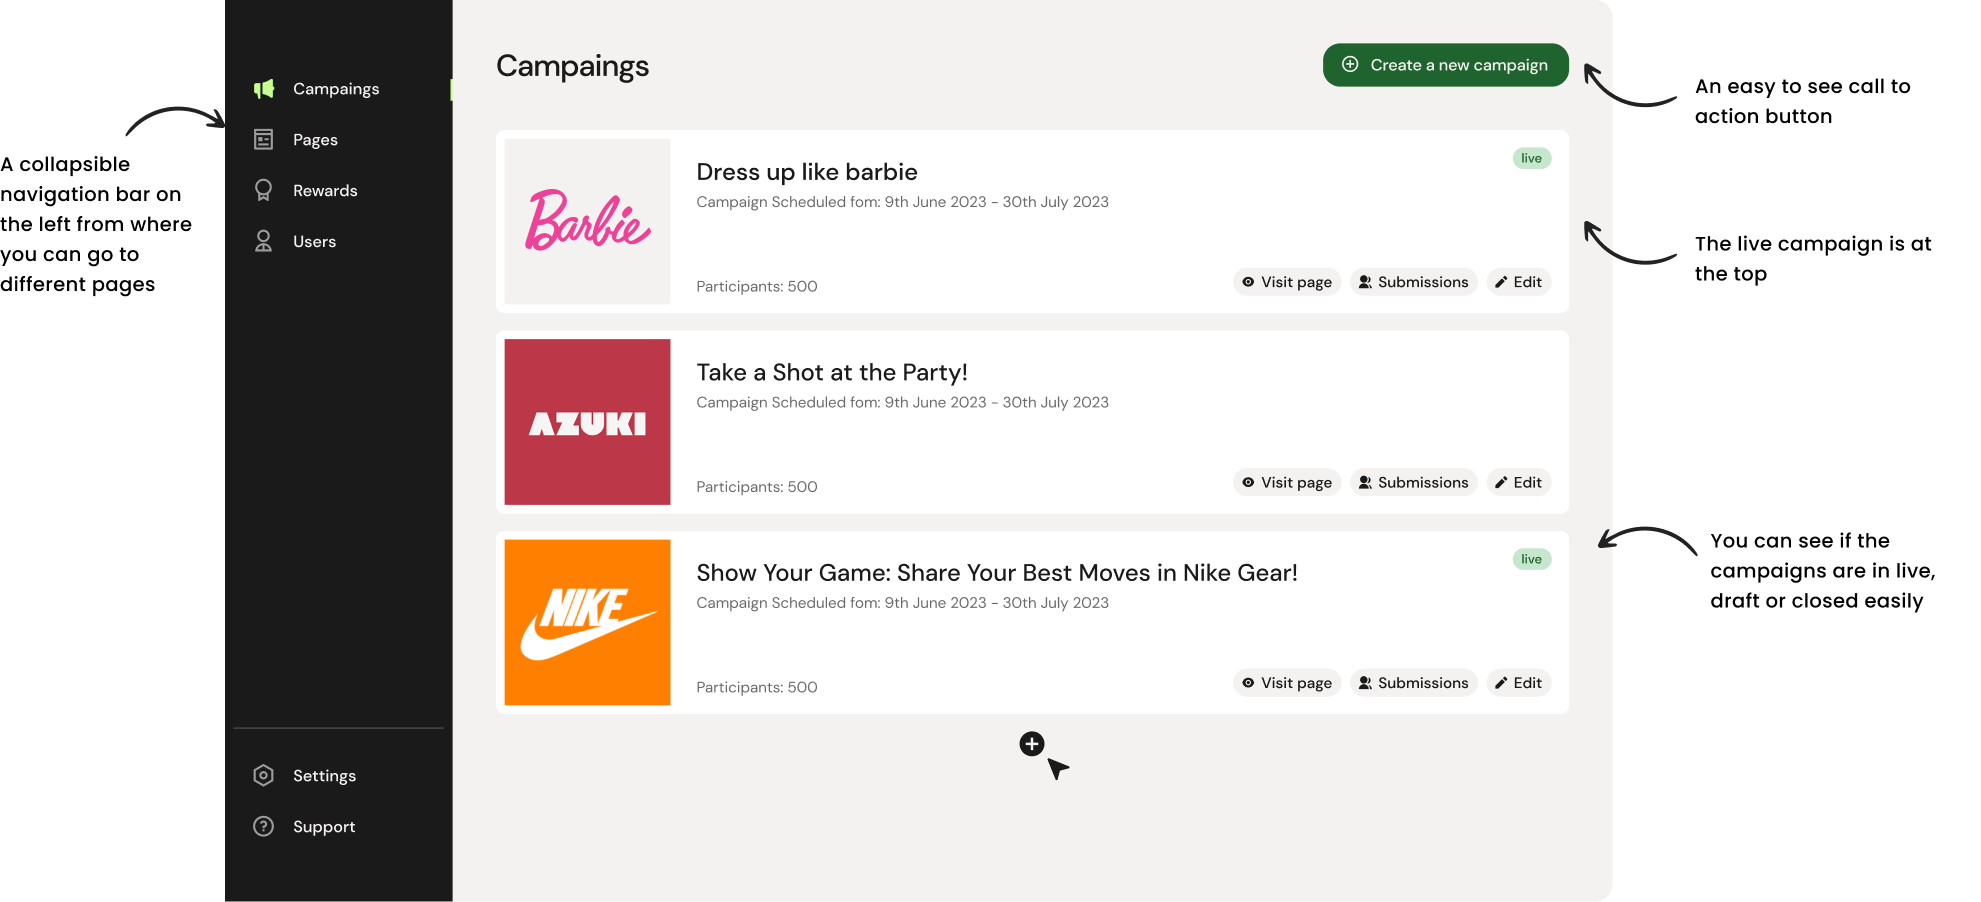 A collapsible
navigation bar on
the left from where
you can go to
different pages
Campaings
Pages
Rewards
Users
Settings
Support
Campaings
Create a new campaign
Barbie
Dress up like barbie
live
Campaign Scheduled fom: 9th June 2023 - 30th July 2023
Participants: 500
Visit page
Submissions
Edit
AZUKI
Take a Shot at the Party!
Campaign Scheduled fom: 9th June 2023 - 30th July 2023
Participants: 500
Visit page
Submissions
Edit
NIKE
Show Your Game: Share Your Best Moves in Nike Gear!
live
Campaign Scheduled fom: 9th June 2023 - 30th July 2023
Participants: 500
Visit page
Submissions
Edit
An easy to see call to
action button
The live campaign is at
the top
You can see if the
campaigns are in live,
draft or closed easily